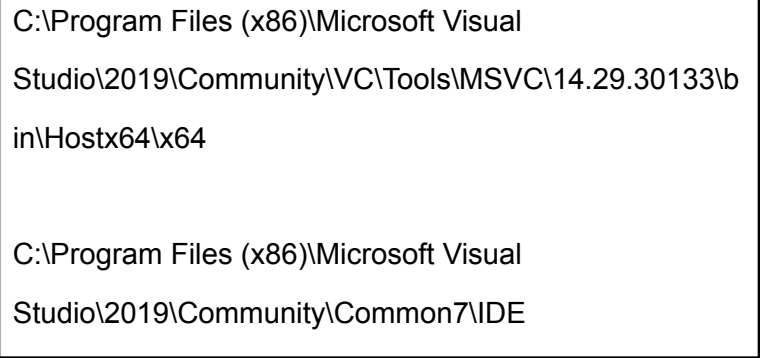 C:\Program Files (x86)\Microsoft Visual
Studio\2019\Community\VC\Tools\MSVC\14.29.30133\b
in\Hostx64\x64
C:\Program Files (x86)\Microsoft Visual
Studio\2019\Community\Common7\IDE